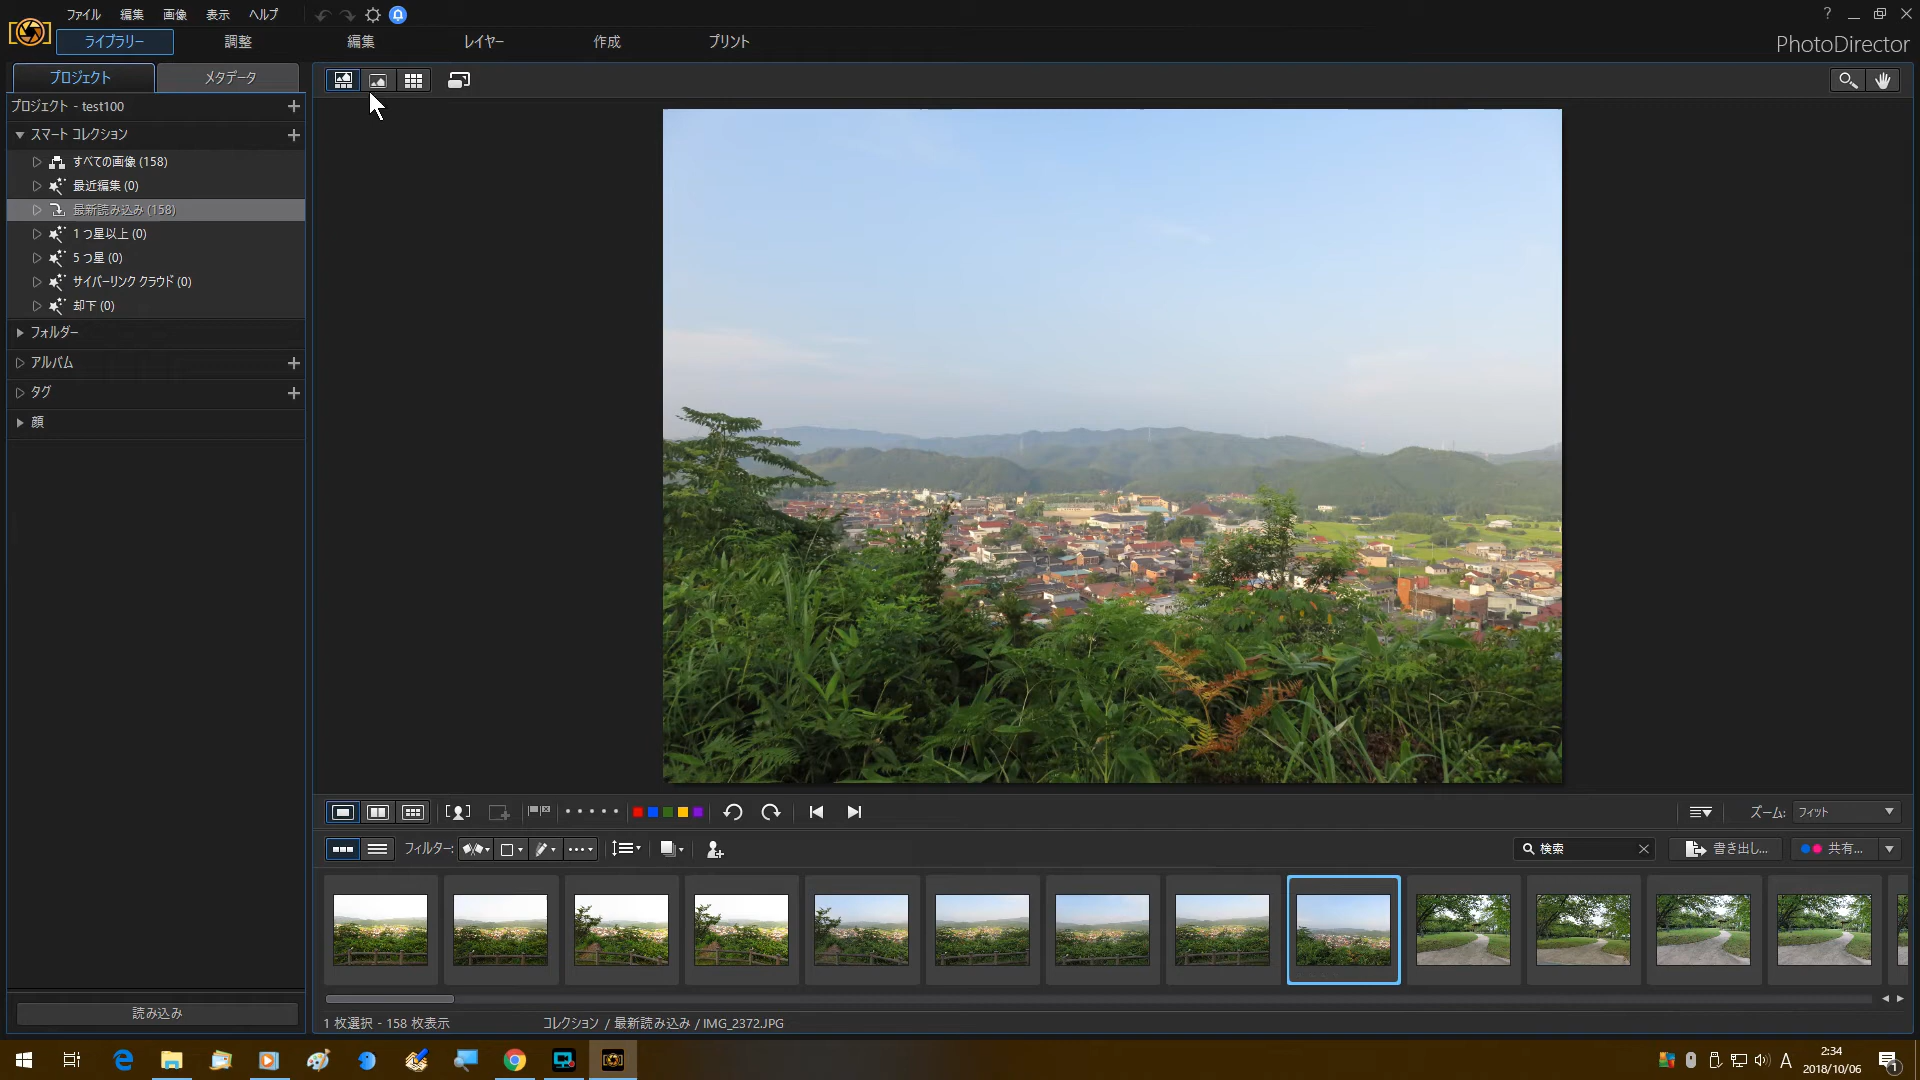 ファイル 編集 画像 表示 ヘルプ
ライブラリー 調整 編集 レイヤー 作成 プリント
PhotoDirector
プロジェクト メタデータ
プロジェクト - test100
スマート コレクション
すべての画像 (158)
最近編集 (0)
最新読み込み (158)
1 つ星以上 (0)
5 つ星 (0)
サイバーリンク クラウド (0)
却下 (0)
フォルダー
アルバム
タグ
顔
ズーム: フィット
フィルター: 検索 書き出し... 共有...
読み込み
1 枚選択 - 158 枚表示 コレクション / 最新読み込み / IMG_2372.JPG
A
2:34
2018/10/06
1